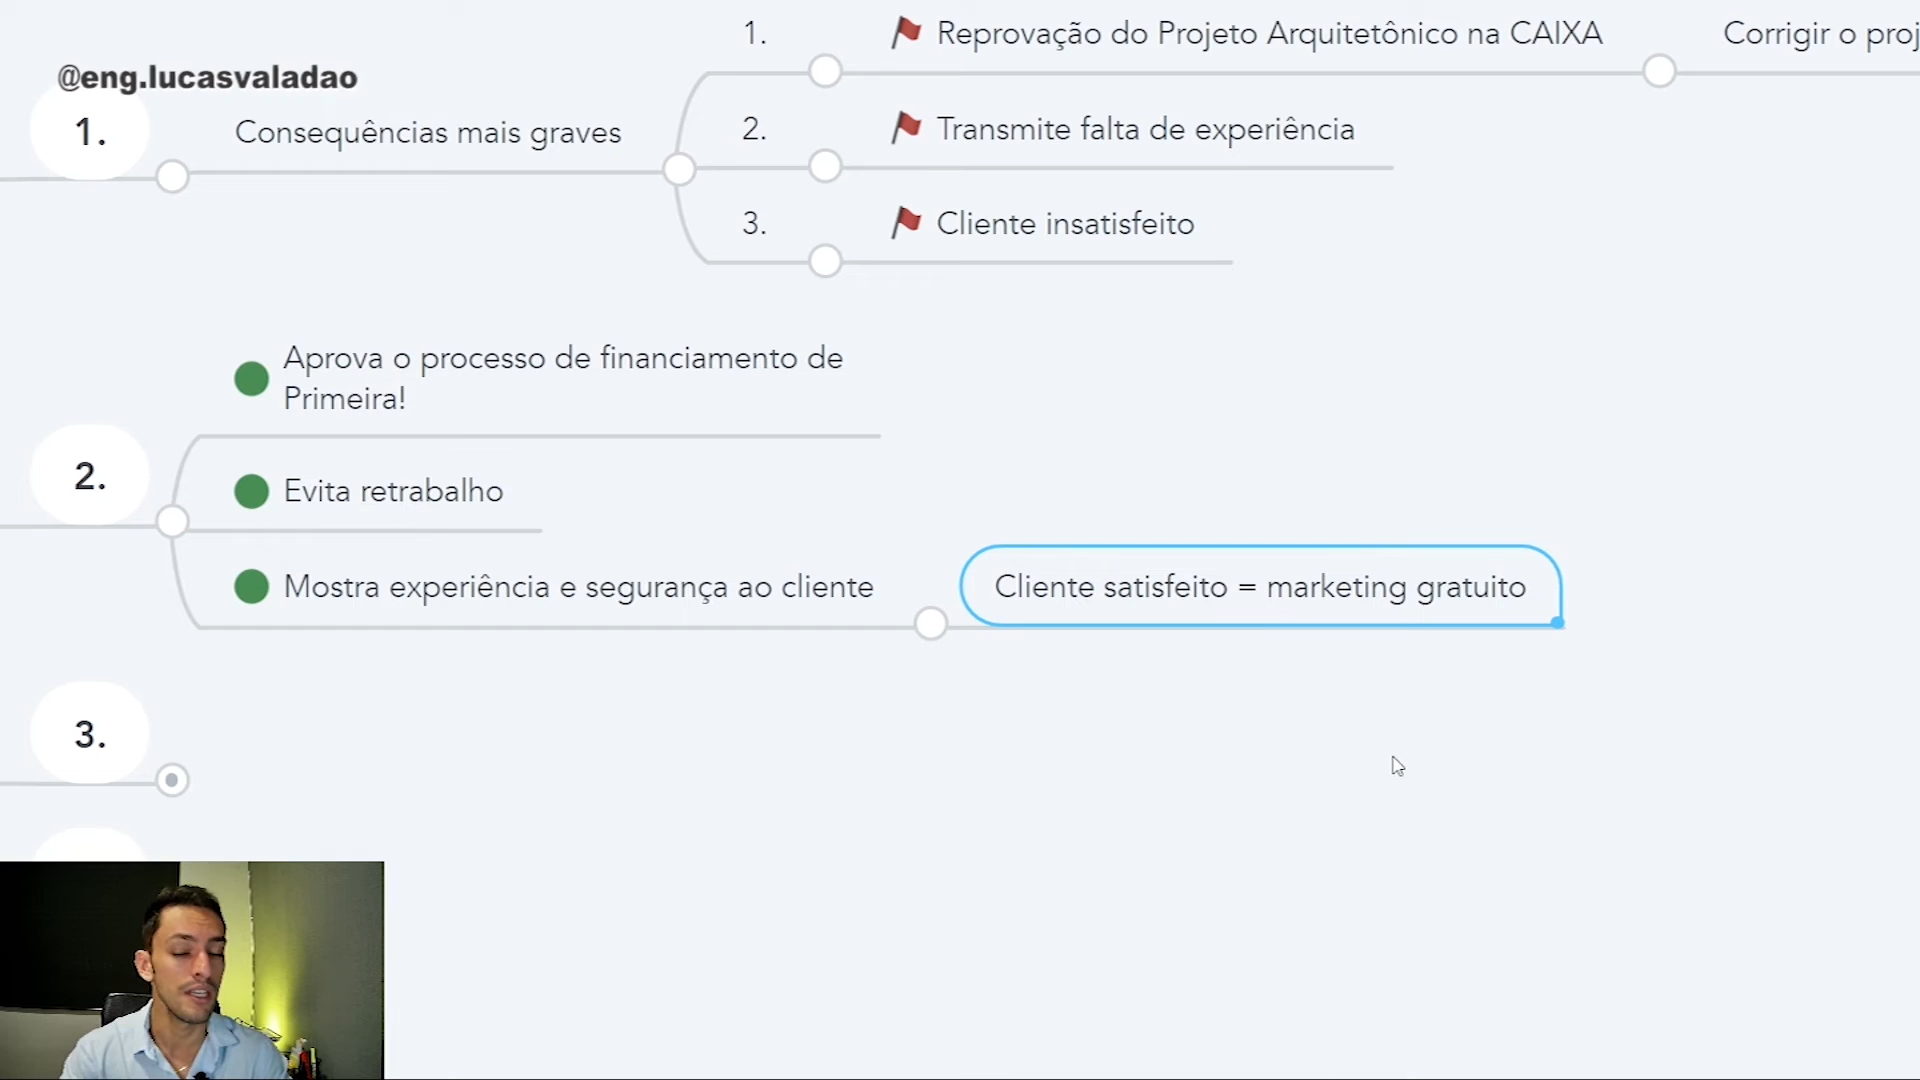 1. Reprovação do Projeto Arquitetônico na CAIXA Corrigir o proj
@eng.lucasvaladao
1. Consequências mais graves
2. Transmite falta de experiência
3. Cliente insatisfeito
Aprova o processo de financiamento de
Primeira!
2.
Evita retrabalho
Mostra experiência e segurança ao cliente Cliente satisfeito = marketing gratuito
3.